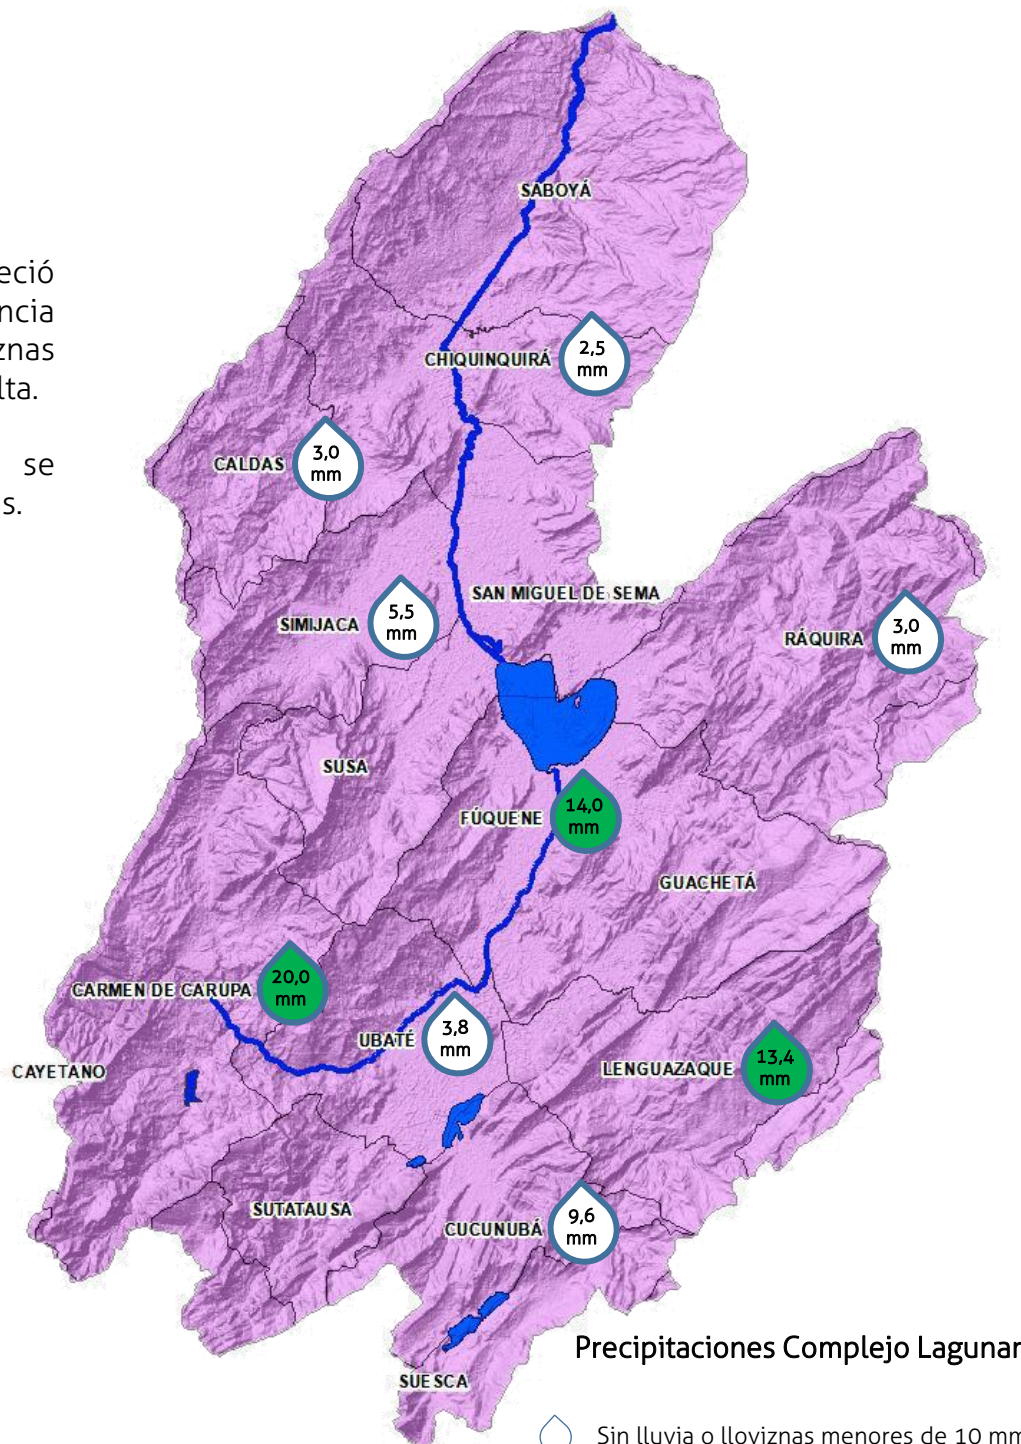 eció
ncia
znas
lta.
se
s.
SABOYÁ
CHIQUINQUIRÁ
2,5
mm
CALDAS
3,0
mm
SAN MIGUEL DE SEMA
SIMIJACA
5,5
mm
RÁQUIRA
3,0
mm
SUSA
FÚQUENE
14,0
mm
GUACHETÁ
CARMEN DE CARUPA
20,0
mm
UBATÉ
3,8
mm
CAYETANO
LENGUAZAQUE
13,4
mm
SUTATAUSA
CUCUNUBÁ
9,6
mm
Precipitaciones Complejo Lagunar
SUESCA
Sin lluvia o lloviznas menores de 10 mm